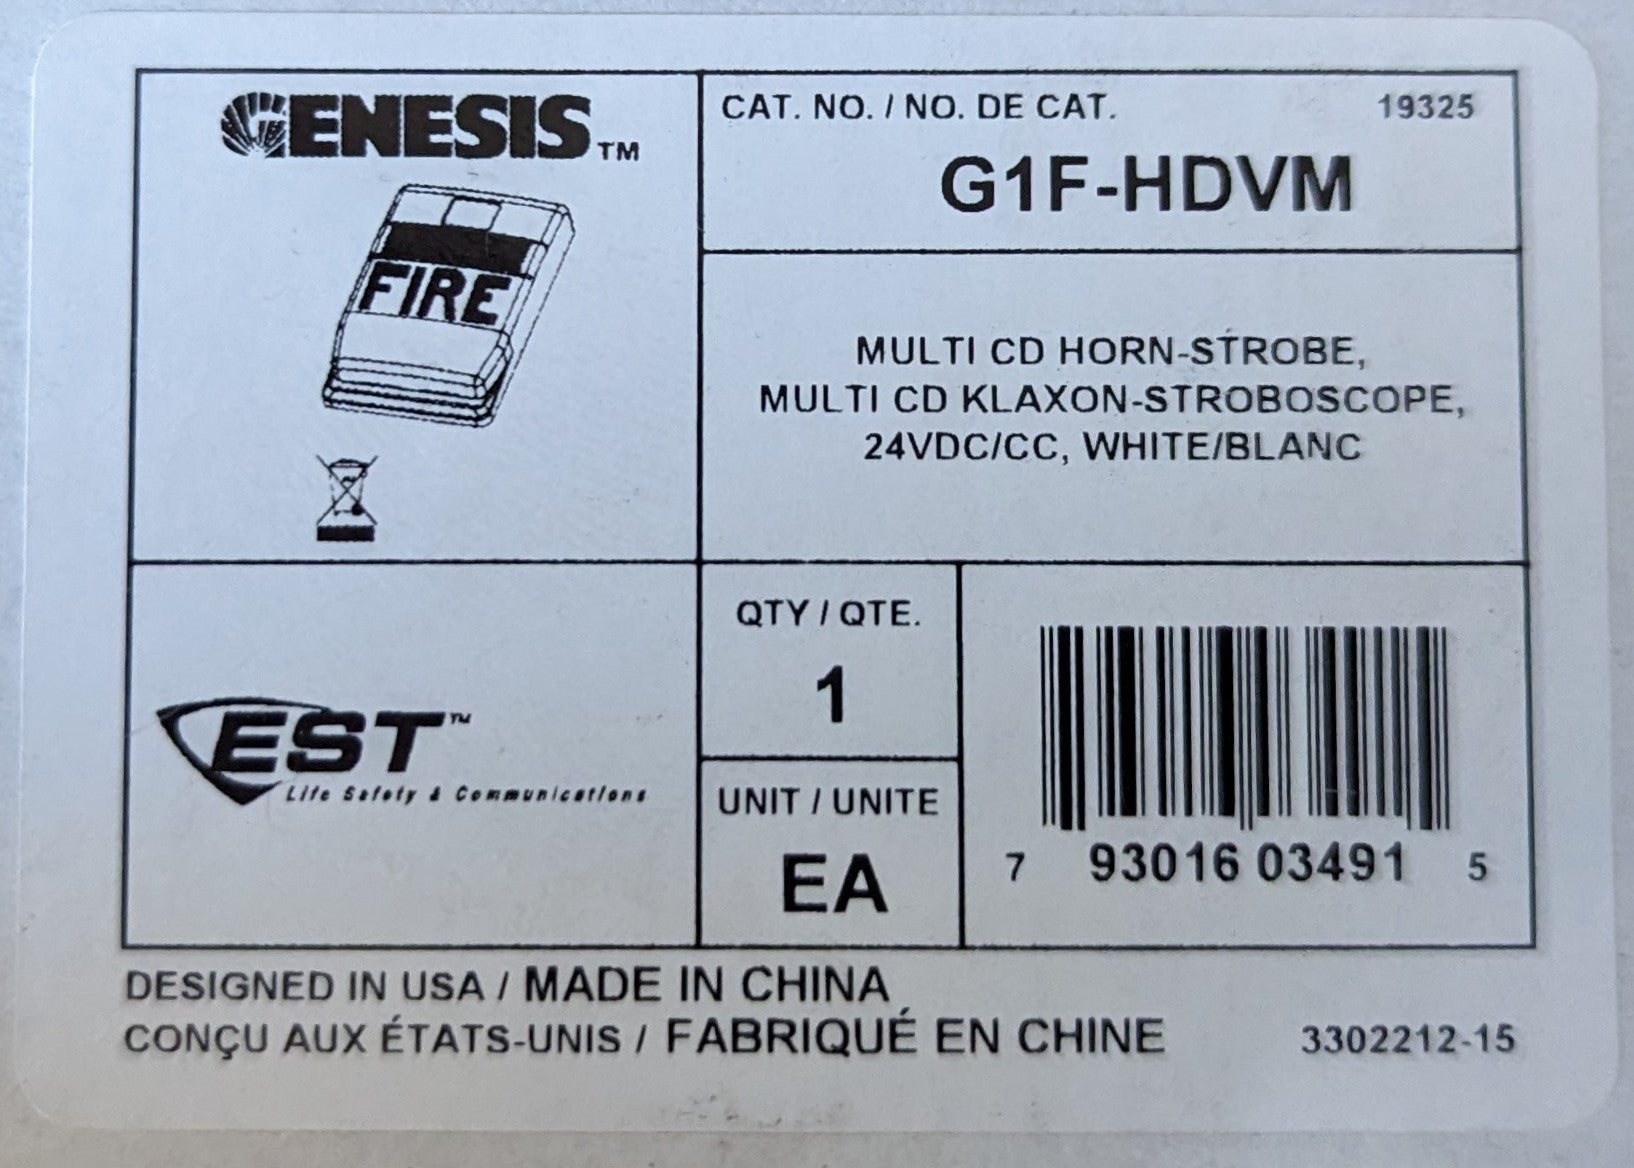 GENESIS™
FIRE
CAT. NO. / NO. DE CAT. 19325
G1F-HDVM
MULTI CD HORN-STROBE,
MULTI CD KLAXON-STROBOSCOPE,
24VDC/CC, WHITE/BLANC
EST™
Life Safety & Communications
QTY / QTE.
1
UNIT / UNITE
EA
7 93016 03491 5
DESIGNED IN USA / MADE IN CHINA
CONÇU AUX ÉTATS-UNIS / FABRIQUÉ EN CHINE
3302212-15